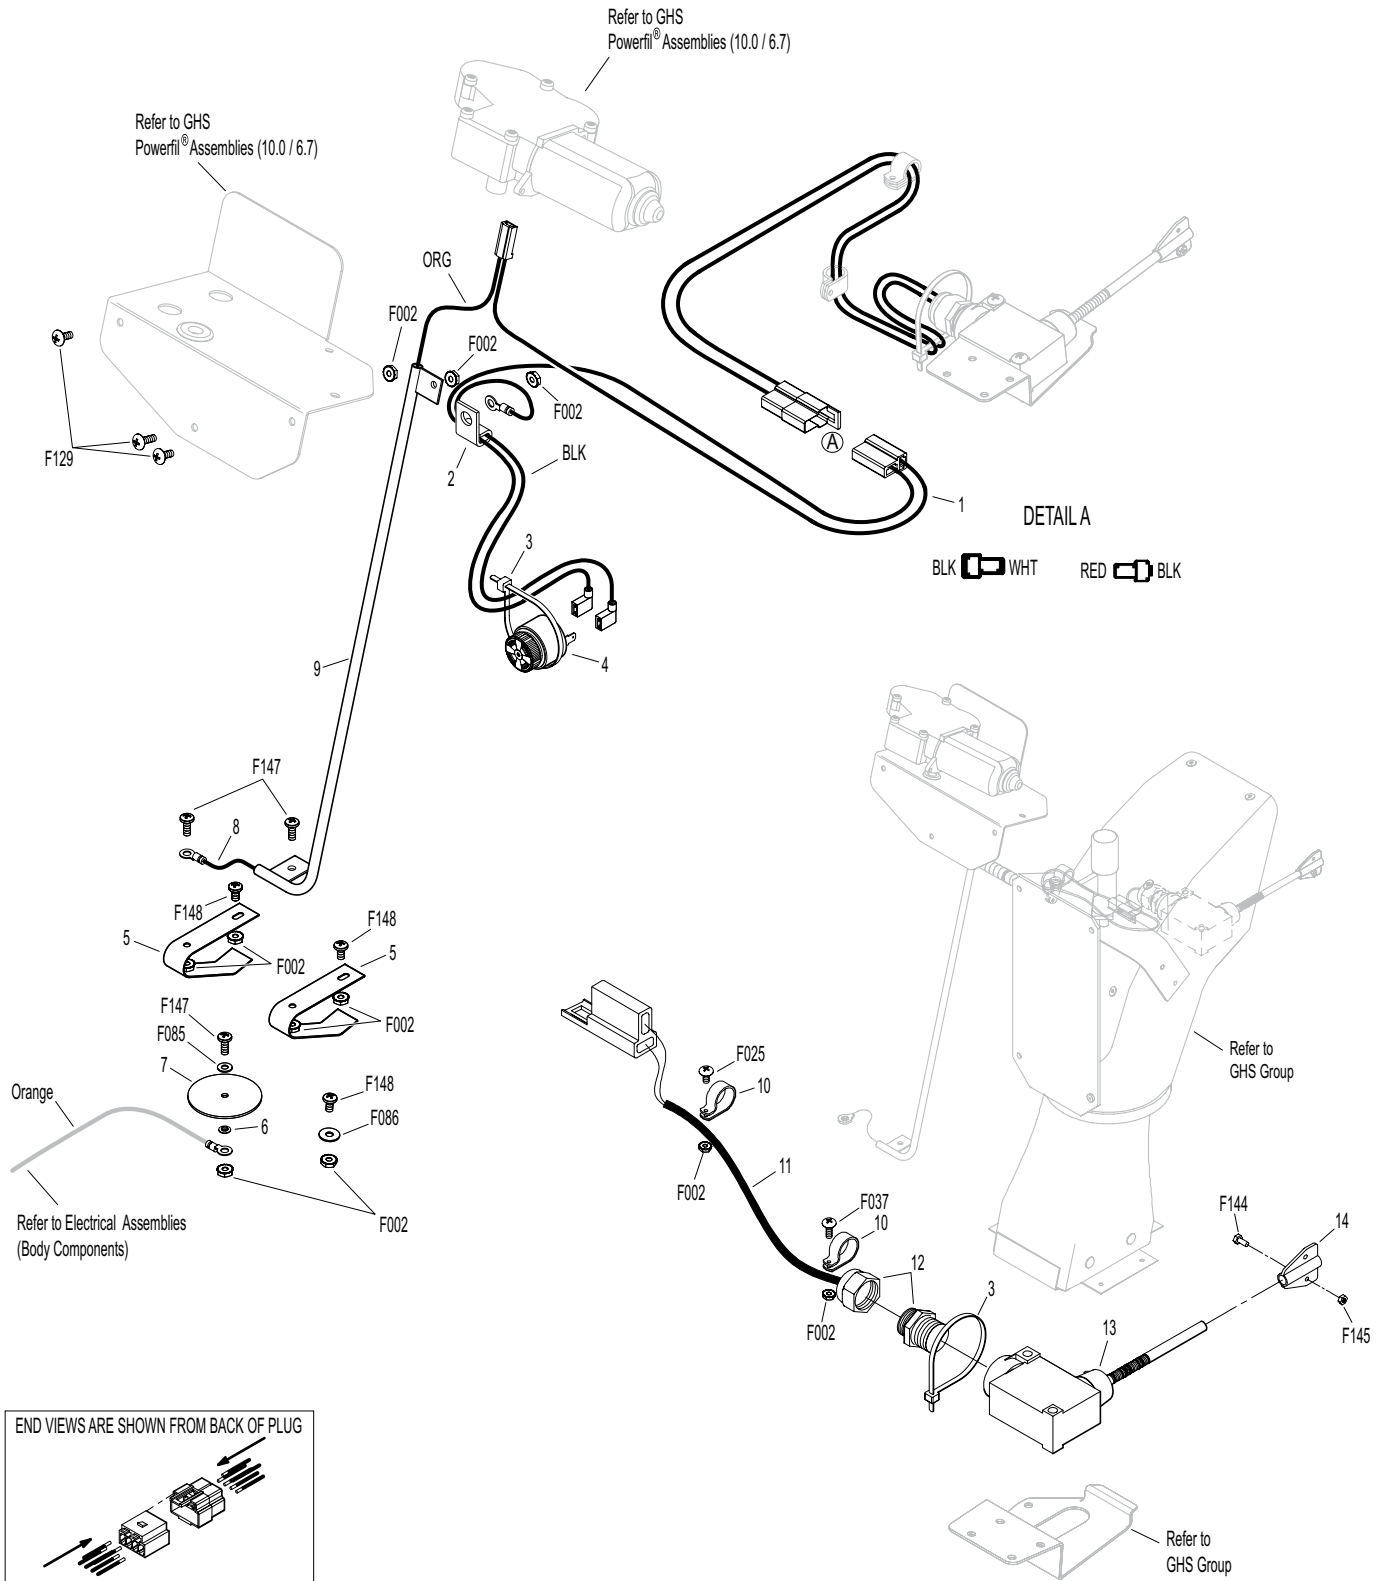 Refer to GHS
Powerfil® Assemblies (10.0 / 6.7)
Refer to GHS
Powerfil® Assemblies (10.0 / 6.7)
ORG
F002
F002
F002
F129
2
BLK
A
1
DETAIL A
BLK WHT
RED BLK
3
4
9
F147
8
F148
5
F002
F148
5
F002
F147
F085
7
Orange
6
F148
F086
F002
Refer to Electrical Assemblies
(Body Components)
F025
10
F002
11
F037
10
F002
12
3
13
F144
14
F145
Refer to
GHS Group
Refer to
GHS Group
END VIEWS ARE SHOWN FROM BACK OF PLUG